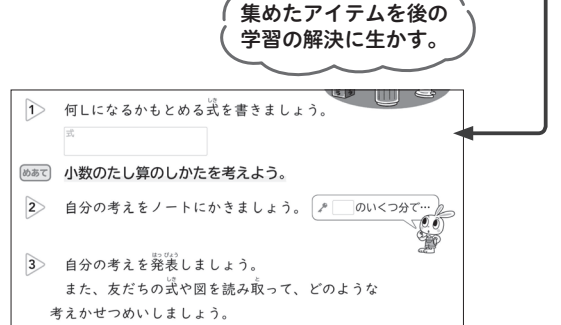 集めたアイテムを後の
学習の解決に生かす。
1 何Lになるかもとめる式を書きましょう。
式
めあて 小数のたし算のしかたを考えよう。
2 自分の考えをノートにかきましょう。
のいくつ分で…
3 自分の考えを発表しましょう。
また、友だちの式や図を読み取って、どのような
考えかせつめいしましょう。